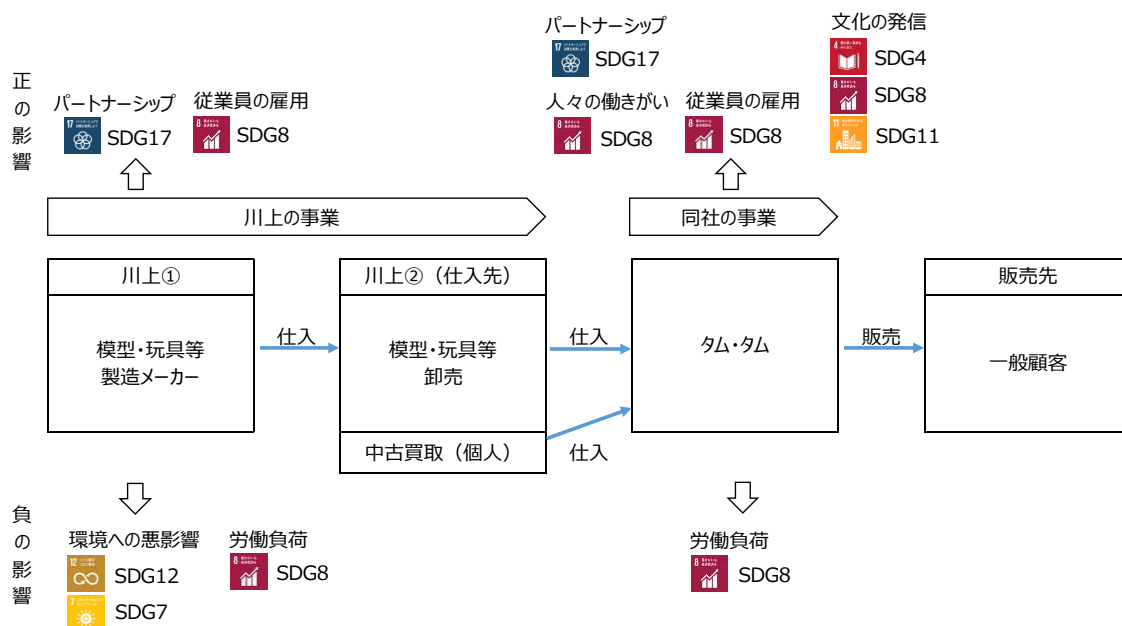 正の影響
パートナーシップ
SDG17
従業員の雇用
SDG8
パートナーシップ
SDG17
人々の働きがい
SDG8
従業員の雇用
SDG8
文化の発信
SDG4
SDG8
SDG11
川上の事業
同社の事業
川上①
模型・玩具等
製造メーカー
仕入
川上②（仕入先）
模型・玩具等
卸売
中古買取（個人）
仕入
仕入
タム・タム
販売
販売先
一般顧客
負の影響
環境への悪影響
SDG12
SDG7
労働負荷
SDG8
労働負荷
SDG8